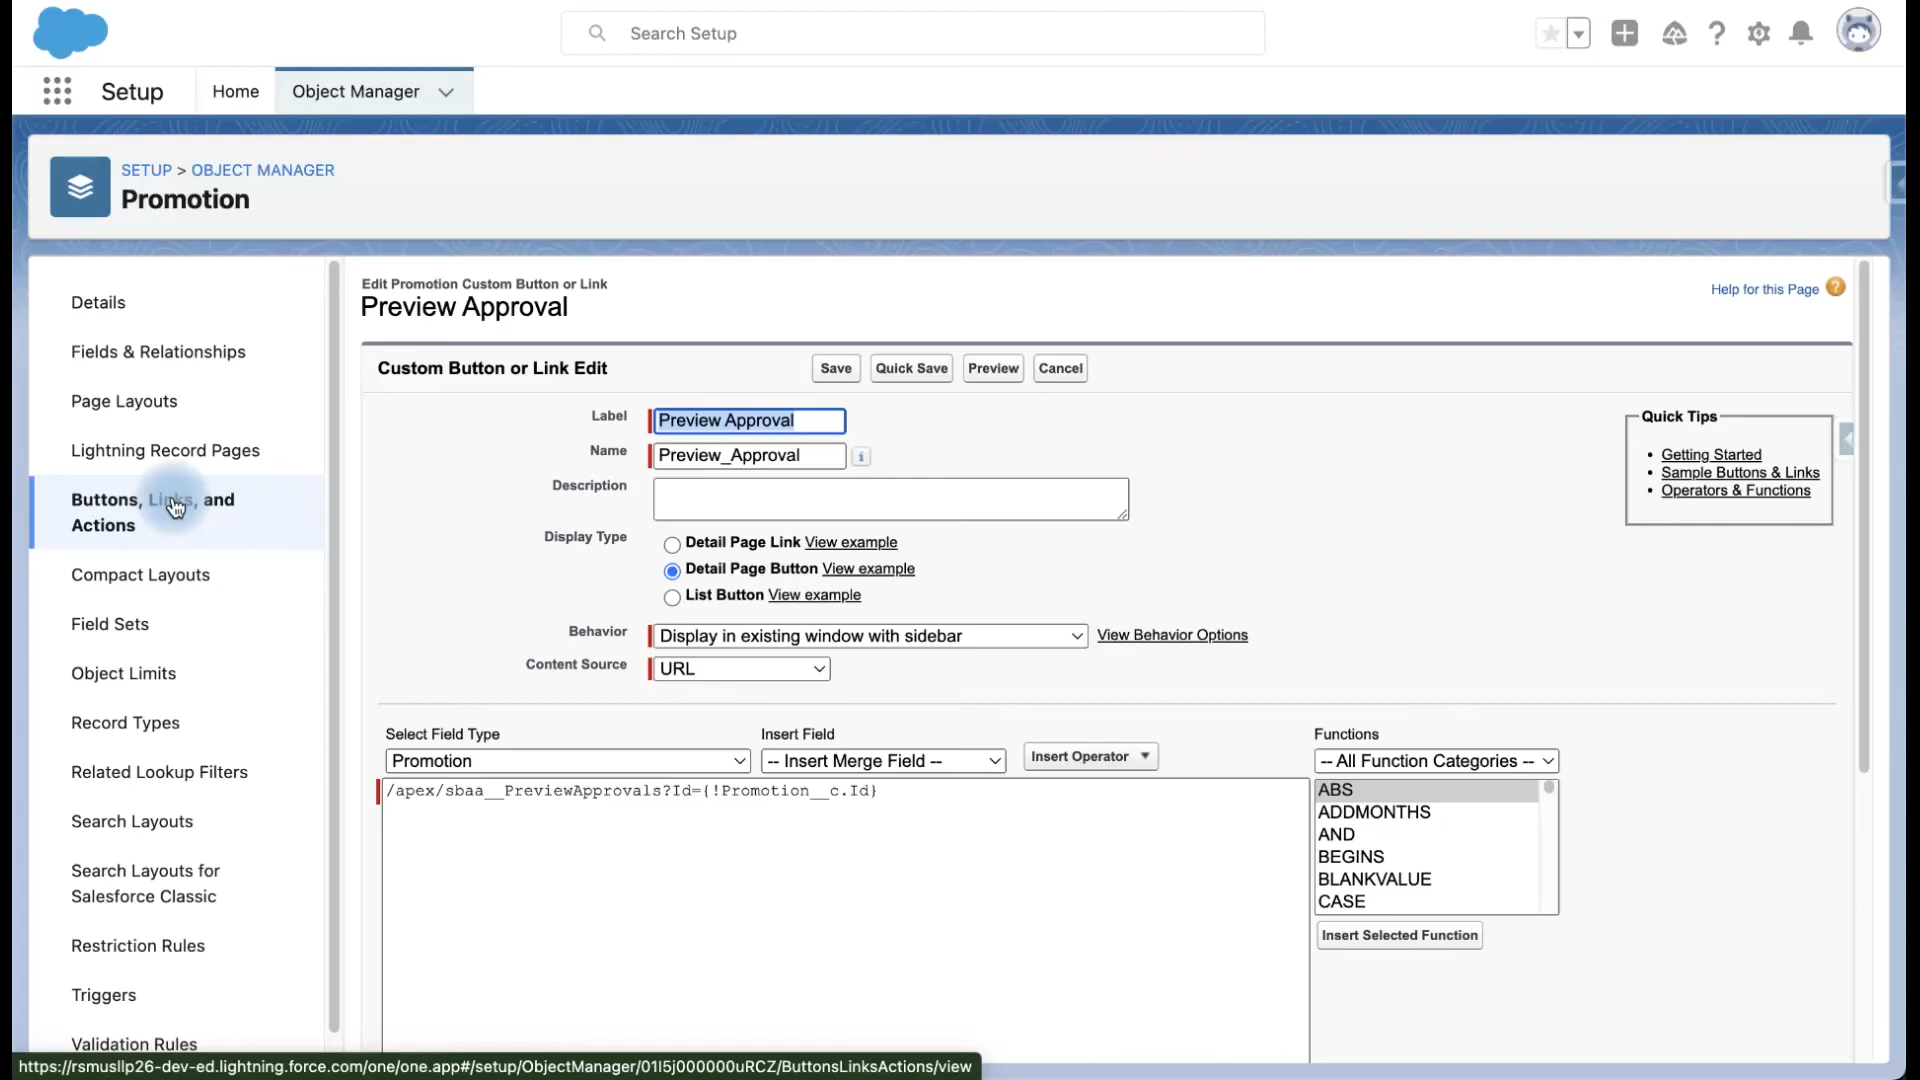 Search Setup
Setup
Home
Object Manager
SETUP > OBJECT MANAGER
Promotion
Details
Fields & Relationships
Page Layouts
Lightning Record Pages
Buttons, Links, and
Actions
Compact Layouts
Field Sets
Object Limits
Record Types
Related Lookup Filters
Search Layouts
Search Layouts for
Salesforce Classic
Restriction Rules
Triggers
Validation Rules
Edit Promotion Custom Button or Link
Preview Approval
Help for this Page ?
Custom Button or Link Edit
Save
Quick Save
Preview
Cancel
Label
Preview Approval
Name
Preview_Approval
i
Description
Display Type
Detail Page Link View example
Detail Page Button View example
List Button View example
Behavior
Display in existing window with sidebar
View Behavior Options
Content Source
URL
Quick Tips
• Getting Started
• Sample Buttons & Links
• Operators & Functions
Select Field Type
Promotion
Insert Field
-- Insert Merge Field --
Insert Operator
Functions
-- All Function Categories --
/apex/sbaa__PreviewApprovals?Id={!Promotion__c.Id}
ABS
ADDMONTHS
AND
BEGINS
BLANKVALUE
CASE
Insert Selected Function
https://rsmusllp26-dev-ed.lightning.force.com/one/one.app#/setup/ObjectManager/01I5j000000uRCZ/ButtonsLinksActions/view